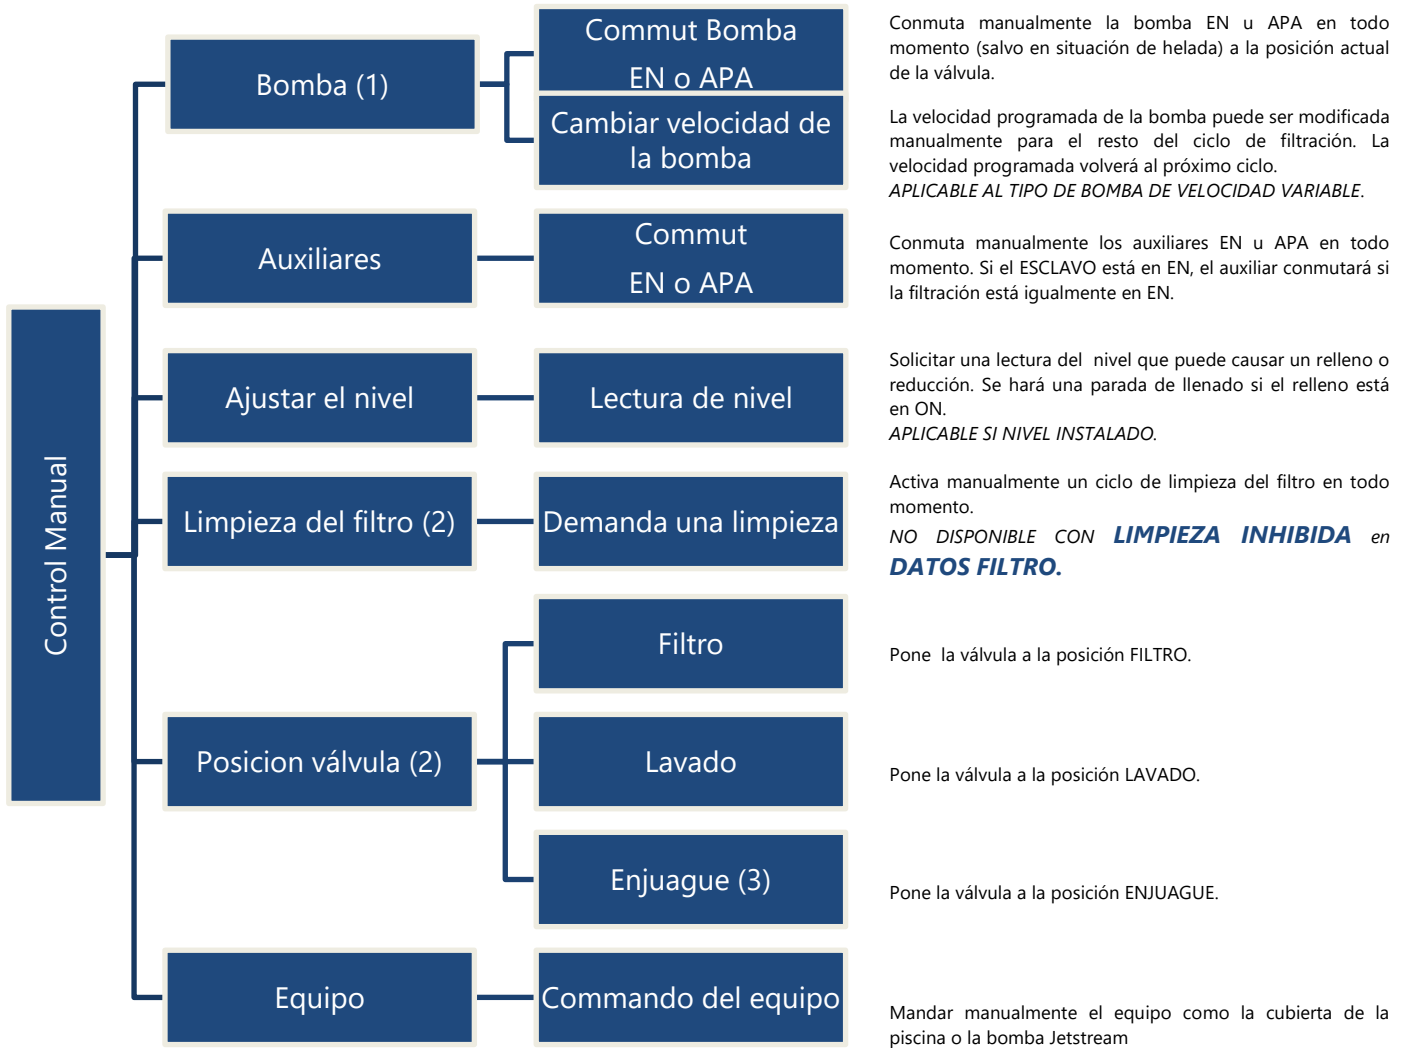 Control Manual
Bomba (1)
Commut Bomba
EN o APA
Conmuta manualmente la bomba EN u APA en todo
momento (salvo en situación de helada) a la posición actual
de la válvula.
Cambiar velocidad de
la bomba
La velocidad programada de la bomba puede ser modificada
manualmente para el resto del ciclo de filtración. La
velocidad programada volverá al próximo ciclo.
APLICABLE AL TIPO DE BOMBA DE VELOCIDAD VARIABLE.
Auxiliares
Commut
EN o APA
Conmuta manualmente los auxiliares EN u APA en todo
momento. Si el ESCLAVO está en EN, el auxiliar conmutará si
la filtración está igualmente en EN.
Ajustar el nivel
Lectura de nivel
Solicitar una lectura del nivel que puede causar un relleno o
reducción. Se hará una parada de llenado si el relleno está
en ON.
APLICABLE SI NIVEL INSTALADO.
Limpieza del filtro (2)
Demanda una limpieza
Activa manualmente un ciclo de limpieza del filtro en todo
momento.
NO DISPONIBLE CON LIMPIEZA INHIBIDA en
DATOS FILTRO.
Posicion válvula (2)
Filtro
Pone la válvula a la posición FILTRO.
Lavado
Pone la válvula a la posición LAVADO.
Enjuague (3)
Pone la válvula a la posición ENJUAGUE.
Equipo
Commando del equipo
Mandar manualmente el equipo como la cubierta de la
piscina o la bomba Jetstream